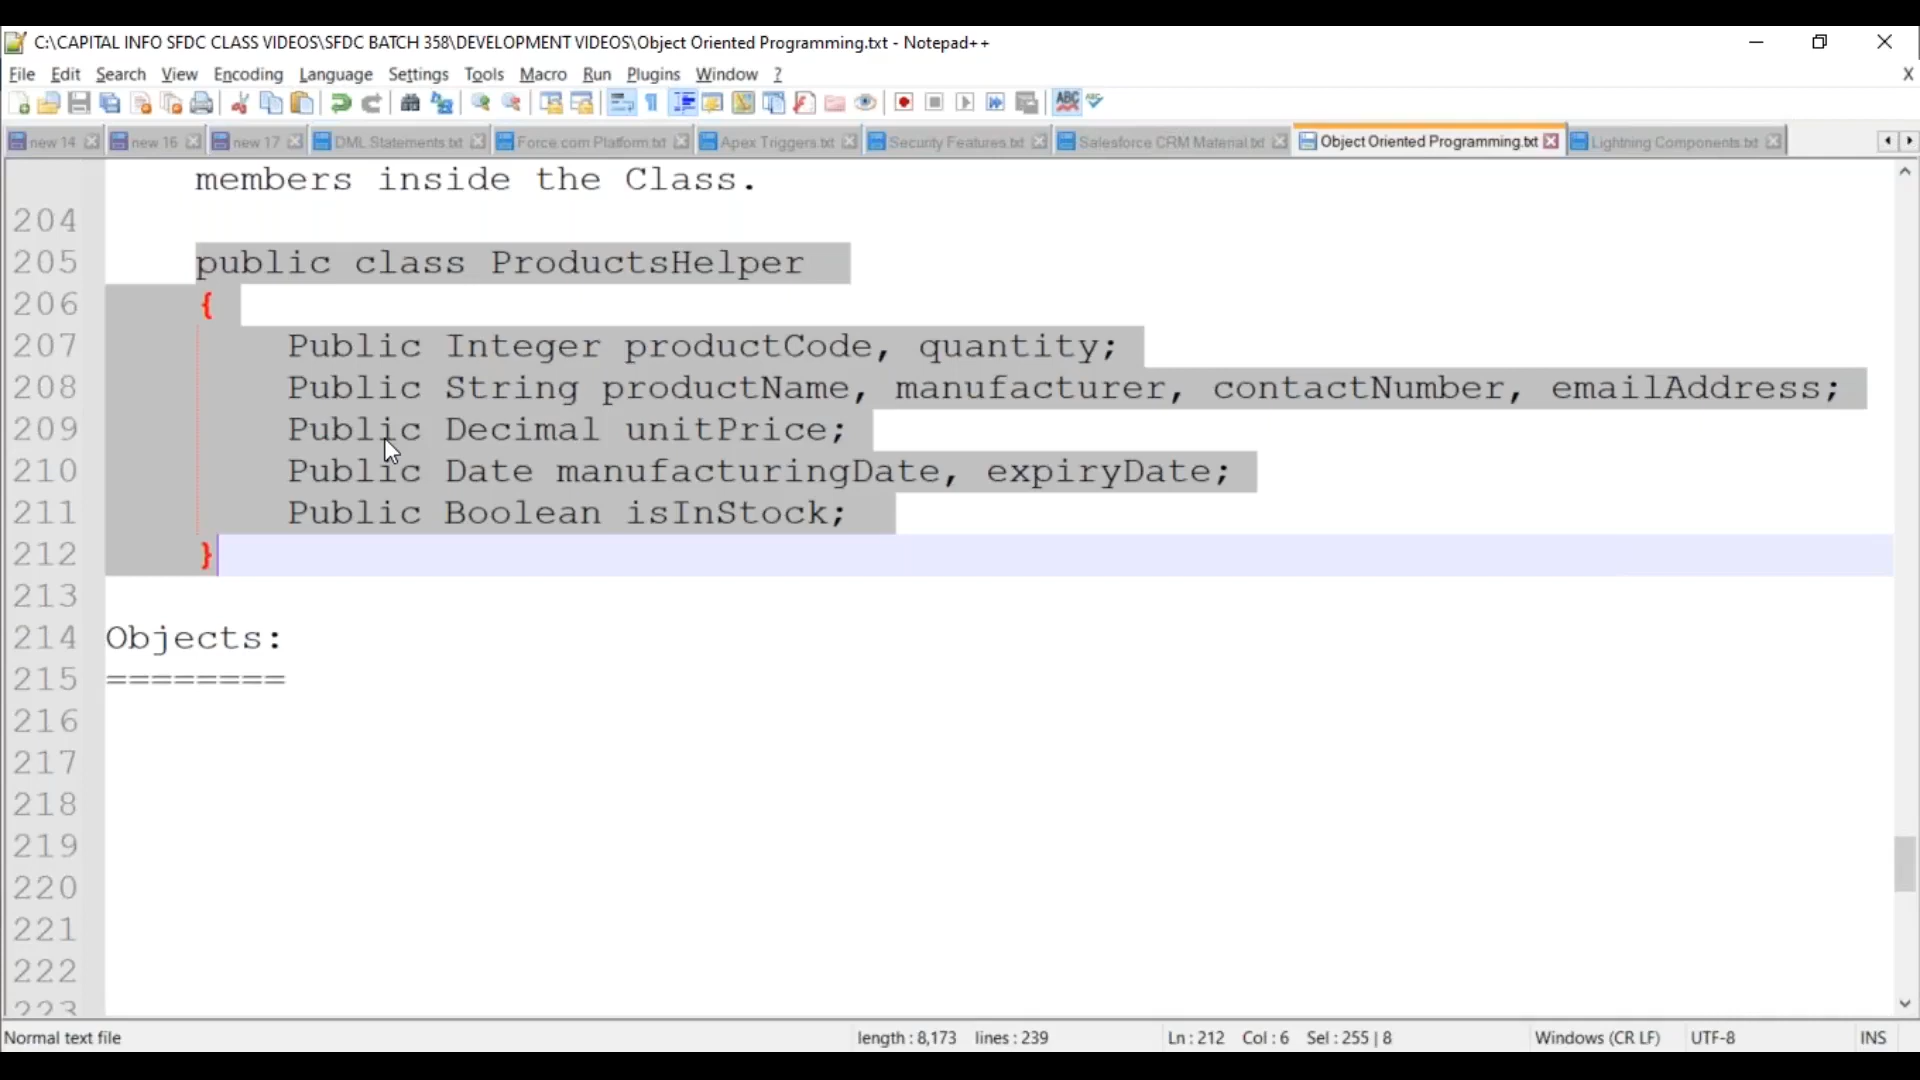 C:\CAPITAL INFO SFDC CLASS VIDEOS\SFDC BATCH 358\DEVELOPMENT VIDEOS\Object Oriented Programming.txt - Notepad++
File Edit Search View Encoding Language Settings Tools Macro Run Plugins Window ? X
new 14 new 16 new 17 DML Statements.txt Force.com Platform.txt Apex Triggers.txt Security Features.txt Salesforce CRM Material.txt Object Oriented Programming.txt Lightning Components.txt
members inside the Class.
204
205 public class ProductsHelper
206 {
207 Public Integer productCode, quantity;
208 Public String productName, manufacturer, contactNumber, emailAddress;
209 Public Decimal unitPrice;
210 Public Date manufacturingDate, expiryDate;
211 Public Boolean isInStock;
212 }
213
214 Objects:
215 ========
216
217
218
219
220
221
222
223
Normal text file length : 8,173 lines : 239 Ln : 212 Col : 6 Sel : 255 | 8 Windows (CR LF) UTF-8 INS